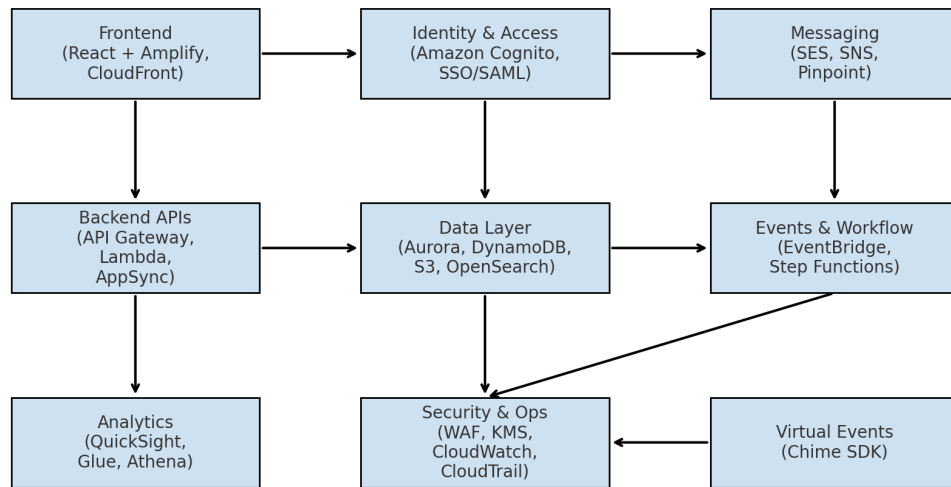 Frontend
(React + Amplify,
CloudFront)
Identity & Access
(Amazon Cognito,
SSO/SAML)
Messaging
(SES, SNS,
Pinpoint)
Backend APIs
(API Gateway,
Lambda,
AppSync)
Data Layer
(Aurora, DynamoDB,
S3, OpenSearch)
Events & Workflow
(EventBridge,
Step Functions)
Analytics
(QuickSight,
Glue, Athena)
Security & Ops
(WAF, KMS,
CloudWatch,
CloudTrail)
Virtual Events
(Chime SDK)